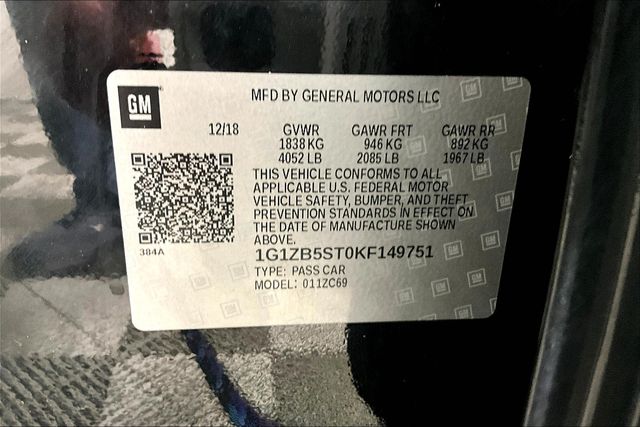 GM
MFD BY GENERAL MOTORS LLC
12/18 GVWR GAWR FRT GAWR RR
1838 KG 946 KG 892 KG
4052 LB 2085 LB 1967 LB
THIS VEHICLE CONFORMS TO ALL
APPLICABLE U.S. FEDERAL MOTOR
VEHICLE SAFETY, BUMPER, AND THEFT
PREVENTION STANDARDS IN EFFECT ON
THE DATE OF MANUFACTURE SHOWN
ABOVE.
384A
1G1ZB5ST0KF149751
TYPE: PASS CAR
MODEL: 011ZC69